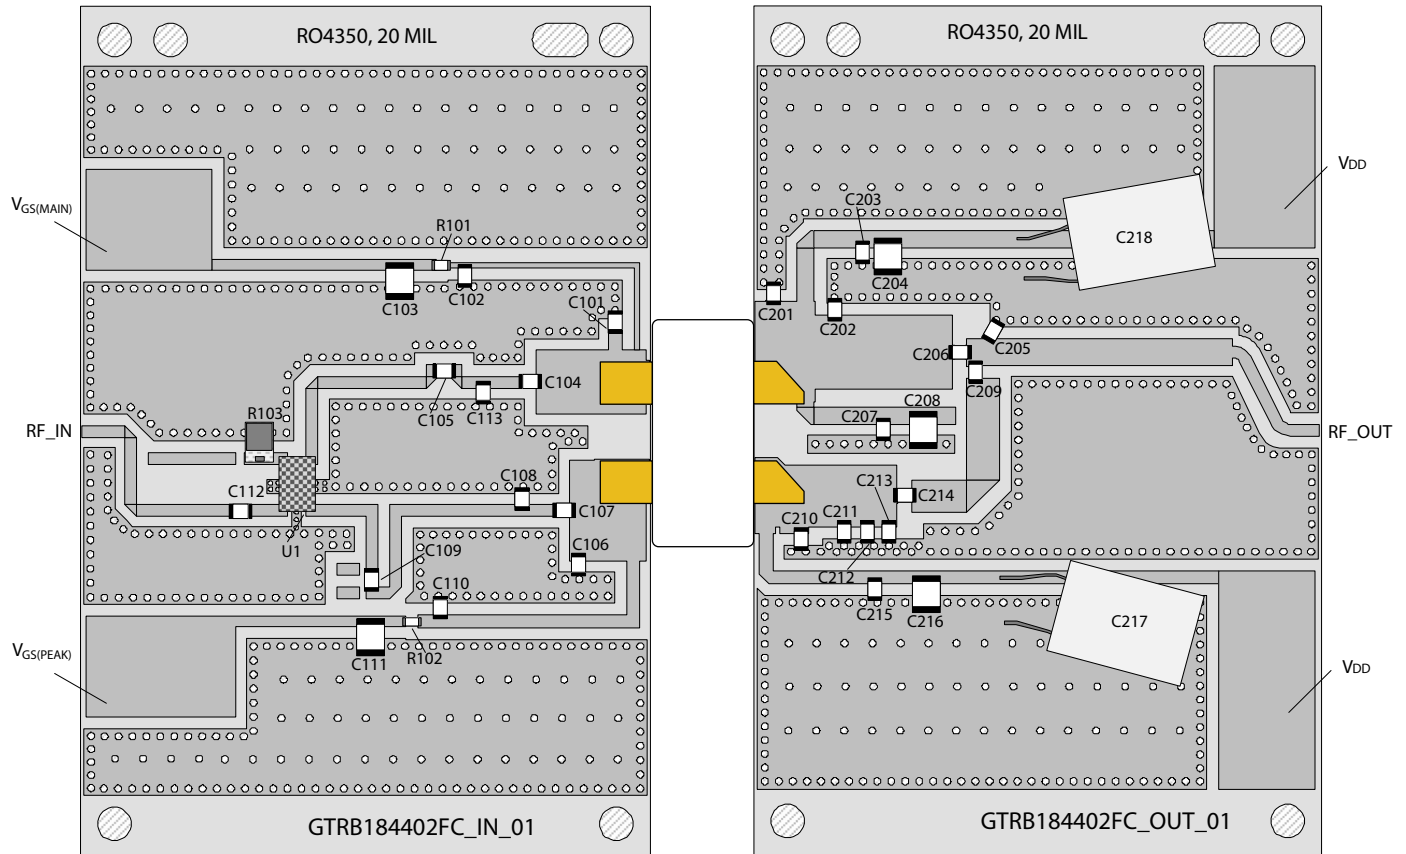 RO4350, 20 MIL
VGS(MAIN)
R101
C103
C102
C101
C104
C105
C113
R103
RF_IN
C108
C112
C107
U1
C109
C106
C110
VGS(PEAK)
C111
R102
GTRB184402FC_IN_01
RO4350, 20 MIL
VDD
C203
C218
C204
C201
C202
C205
C206
C209
C207
C208
RF_OUT
C213
C214
C210
C211
C212
C215
C216
C217
VDD
GTRB184402FC_OUT_01